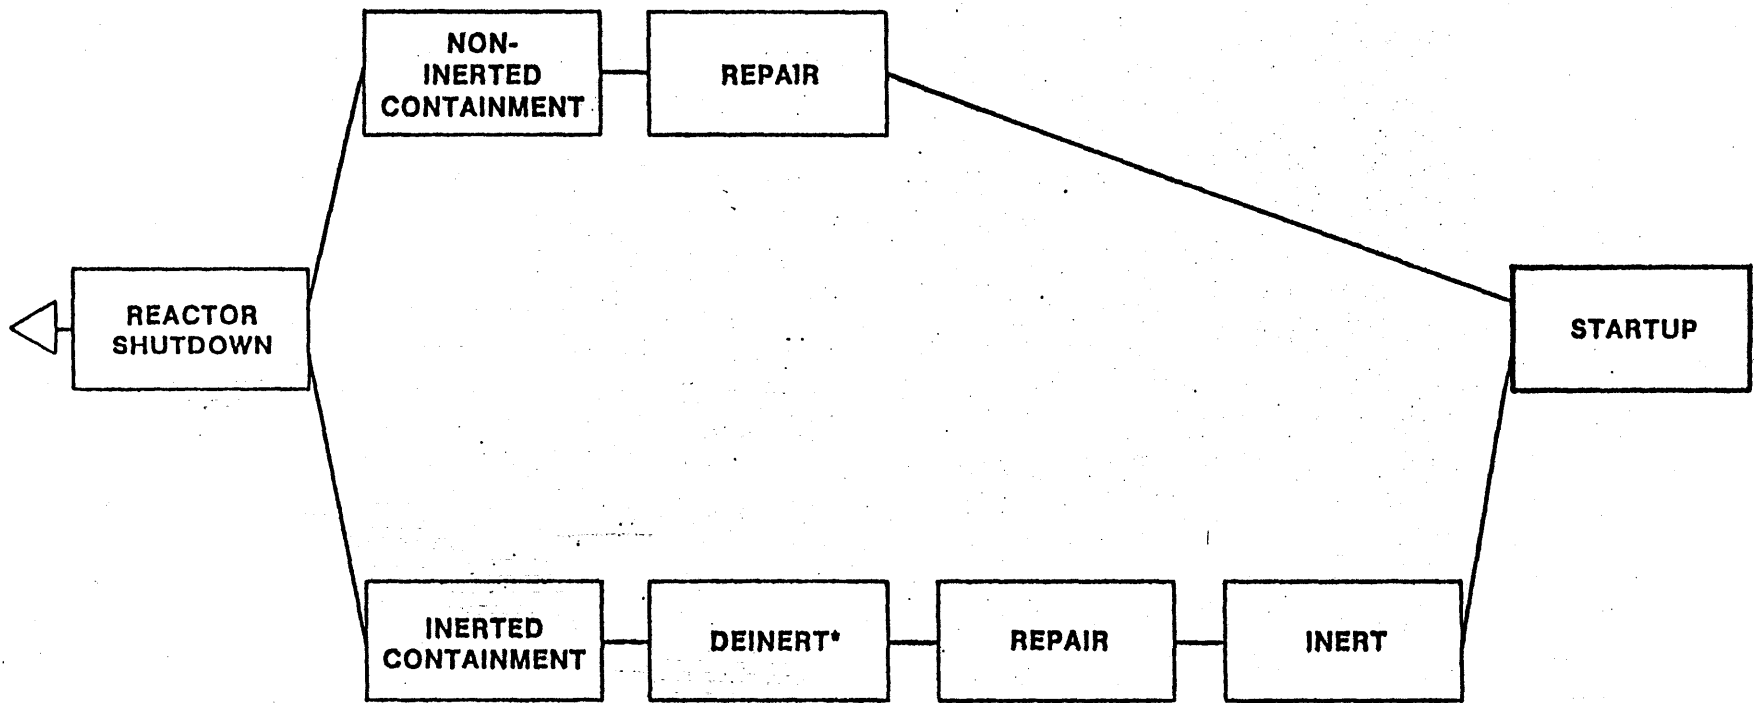 NON-
INERTED
CONTAINMENT
REPAIR
REACTOR
SHUTDOWN
STARTUP
INERTED
CONTAINMENT
DEINERT*
REPAIR
INERT